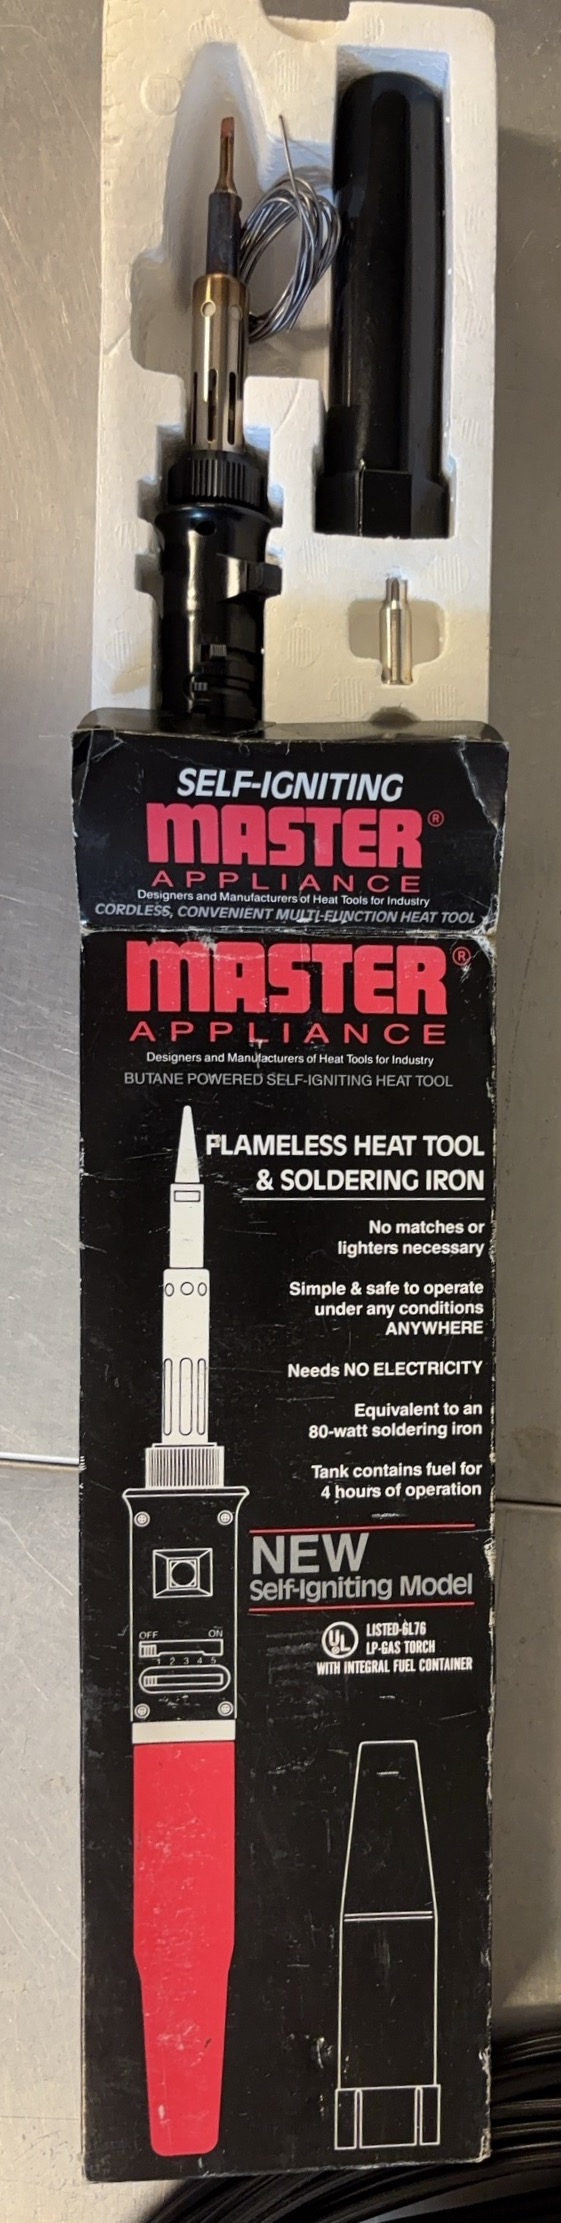 SELF-IGNITING
MASTER®
APPLIANCE
Designers and Manufacturers of Heat Tools for Industry
CORDLESS, CONVENIENT MULTI-FUNCTION HEAT TOOL
MASTER®
APPLIANCE
Designers and Manufacturers of Heat Tools for Industry
BUTANE POWERED SELF-IGNITING HEAT TOOL
FLAMELESS HEAT TOOL
& SOLDERING IRON
No matches or
lighters necessary
Simple & safe to operate
under any conditions
ANYWHERE
Needs NO ELECTRICITY
Equivalent to an
80-watt soldering iron
Tank contains fuel for
4 hours of operation
NEW
Self-Igniting Model
OFF ON
1 2 3 4 5
UL
LISTED-6L76
LP-GAS TORCH
WITH INTEGRAL FUEL CONTAINER